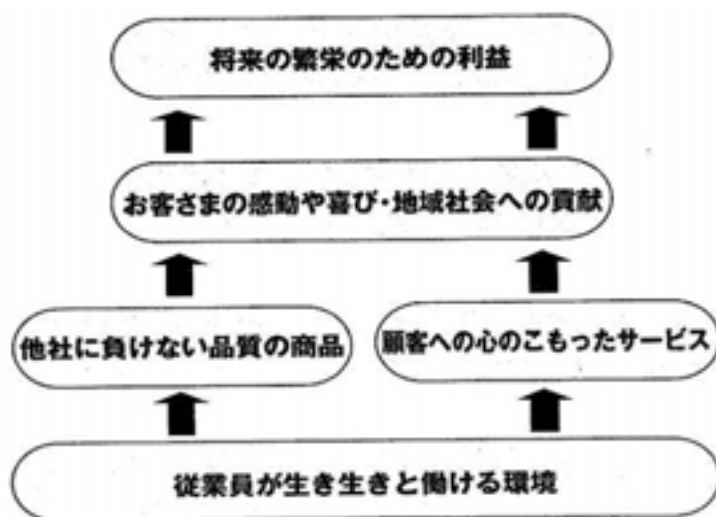 将来の繁栄のための利益
お客さまの感動や喜び・地域社会への貢献
他社に負けない品質の商品
顧客への心のこもったサービス
従業員が生き生きと働ける環境